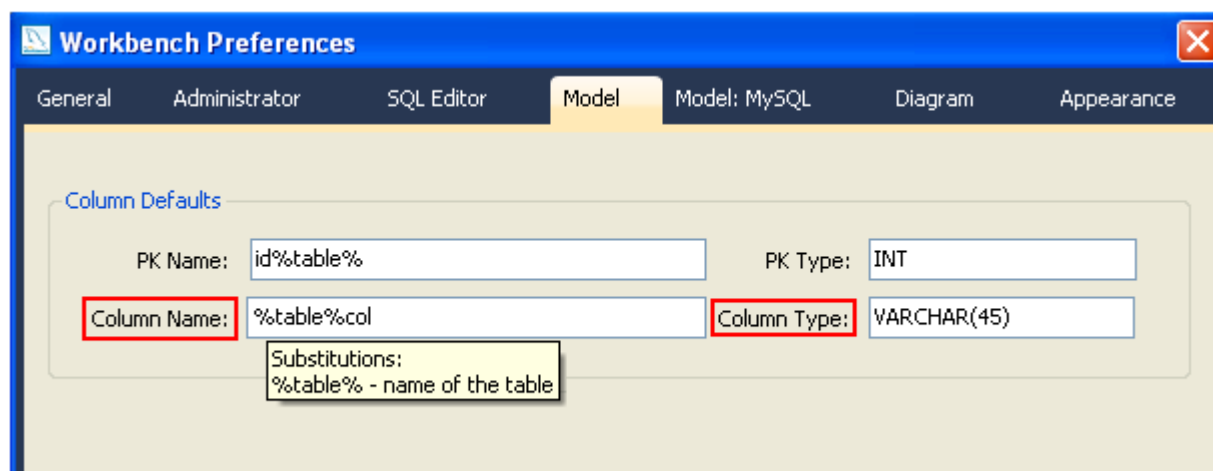 Workbench Preferences
General Administrator SQL Editor Model Model: MySQL Diagram Appearance
Column Defaults
PK Name: id%table% PK Type: INT
Column Name: %table%col Column Type: VARCHAR(45)
Substitutions:
%table% - name of the table